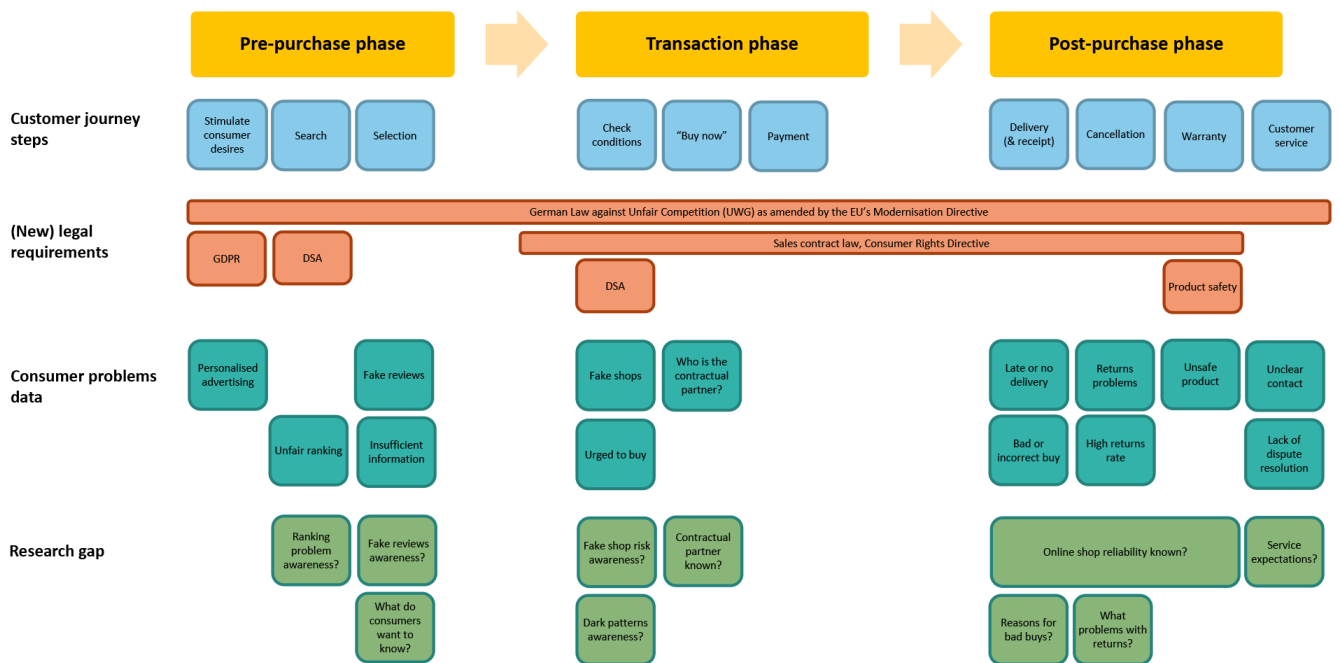 Pre-purchase phase
Transaction phase
Post-purchase phase
Customer journey
steps
Stimulate
consumer
desires
Search
Selection
Check
conditions
“Buy now”
Payment
Delivery
(& receipt)
Cancellation
Warranty
Customer
service
(New) legal
requirements
German Law against Unfair Competition (UWG) as amended by the EU’s Modernisation Directive
GDPR
DSA
Sales contract law, Consumer Rights Directive
DSA
Product safety
Consumer problems
data
Personalised
advertising
Fake reviews
Fake shops
Who is the
contractual
partner?
Late or no
delivery
Returns
problems
Unsafe
product
Unclear
contact
Unfair ranking
Insufficient
information
Urged to buy
Bad or
incorrect buy
High returns
rate
Lack of
dispute
resolution
Research gap
Ranking
problem
awareness?
Fake reviews
awareness?
Fake shop risk
awareness?
Contractual
partner
known?
Online shop reliability known?
Service
expectations?
What do
consumers
want to
know?
Dark patterns
awareness?
Reasons for
bad buys?
What
problems with
returns?